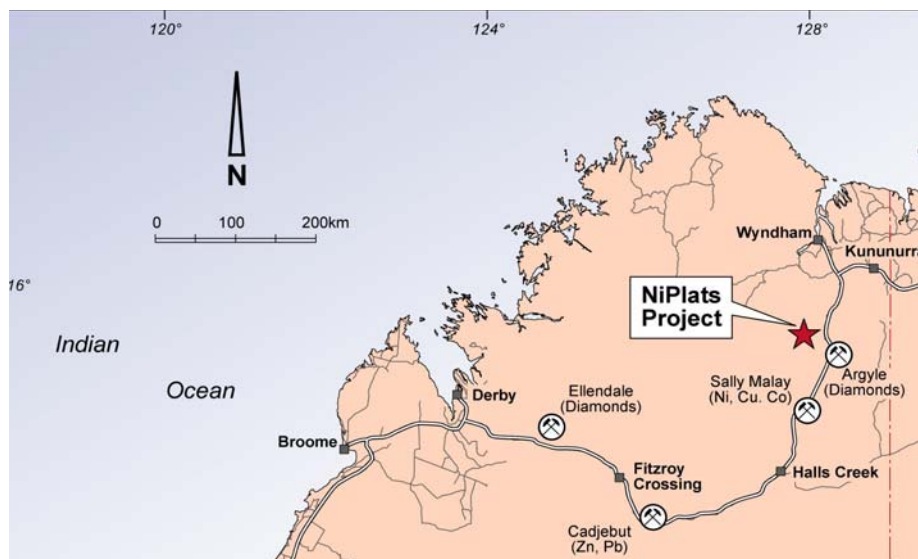 120°
124°
128°
N
0 100 200km
16°
Indian
Ocean
Wyndham
Kununurra
NiPlats
Project
Argyle
(Diamonds)
Sally Malay
(Ni, Cu. Co)
Ellendale
(Diamonds)
Derby
Broome
Fitzroy
Crossing
Halls Creek
Cadjebut
(Zn, Pb)